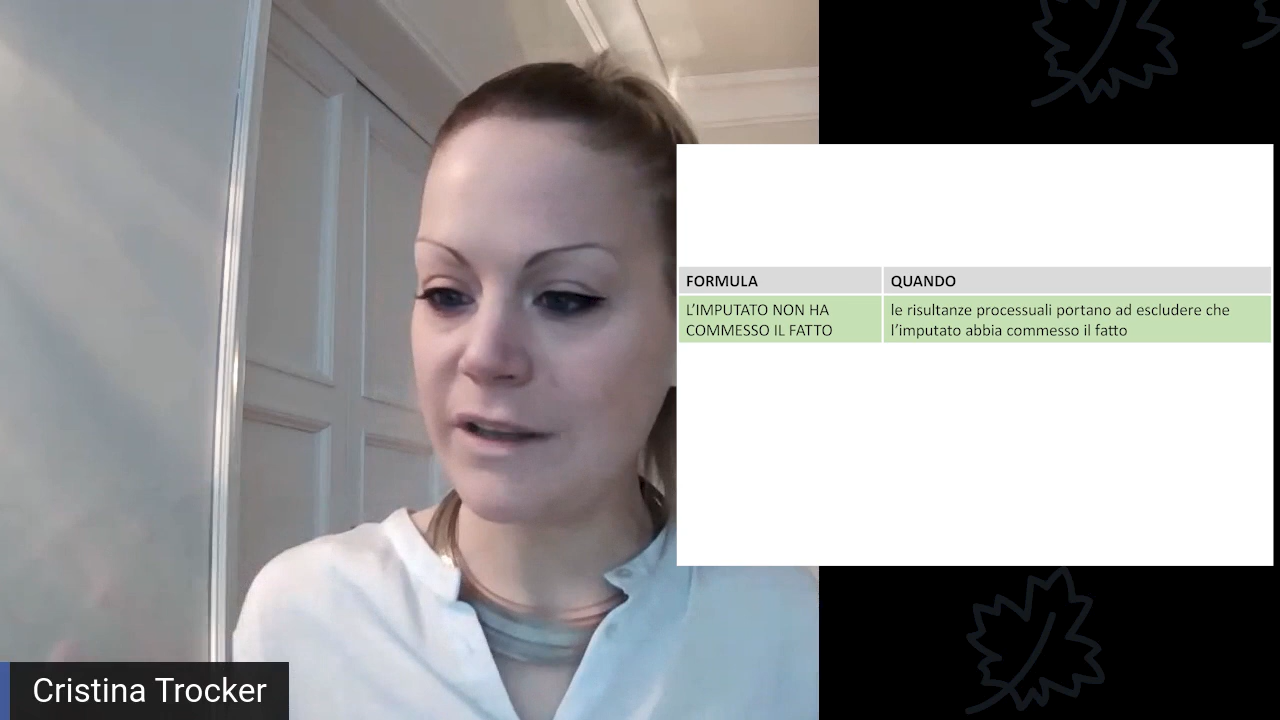 FORMULA
QUANDO
L’IMPUTATO NON HA
COMMESSO IL FATTO
le risultanze processuali portano ad escludere che
l’imputato abbia commesso il fatto
Cristina Trocker